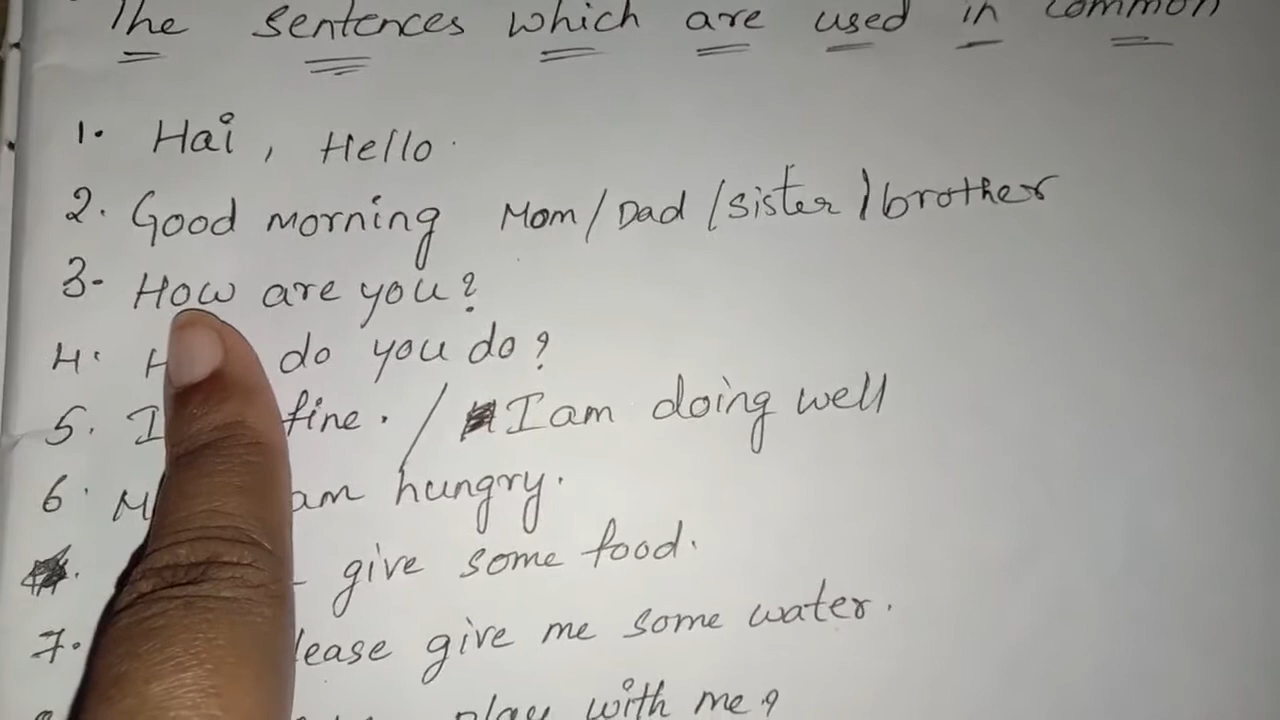 The sentences which are used in common
1. Hai, Hello.
2. Good morning Mom/Dad/sister/brother
3- How are you?
4. do you do?
5. I fine. / I am doing well
6. am hungry.
give some food.
7. lease give me some water.
play with me?